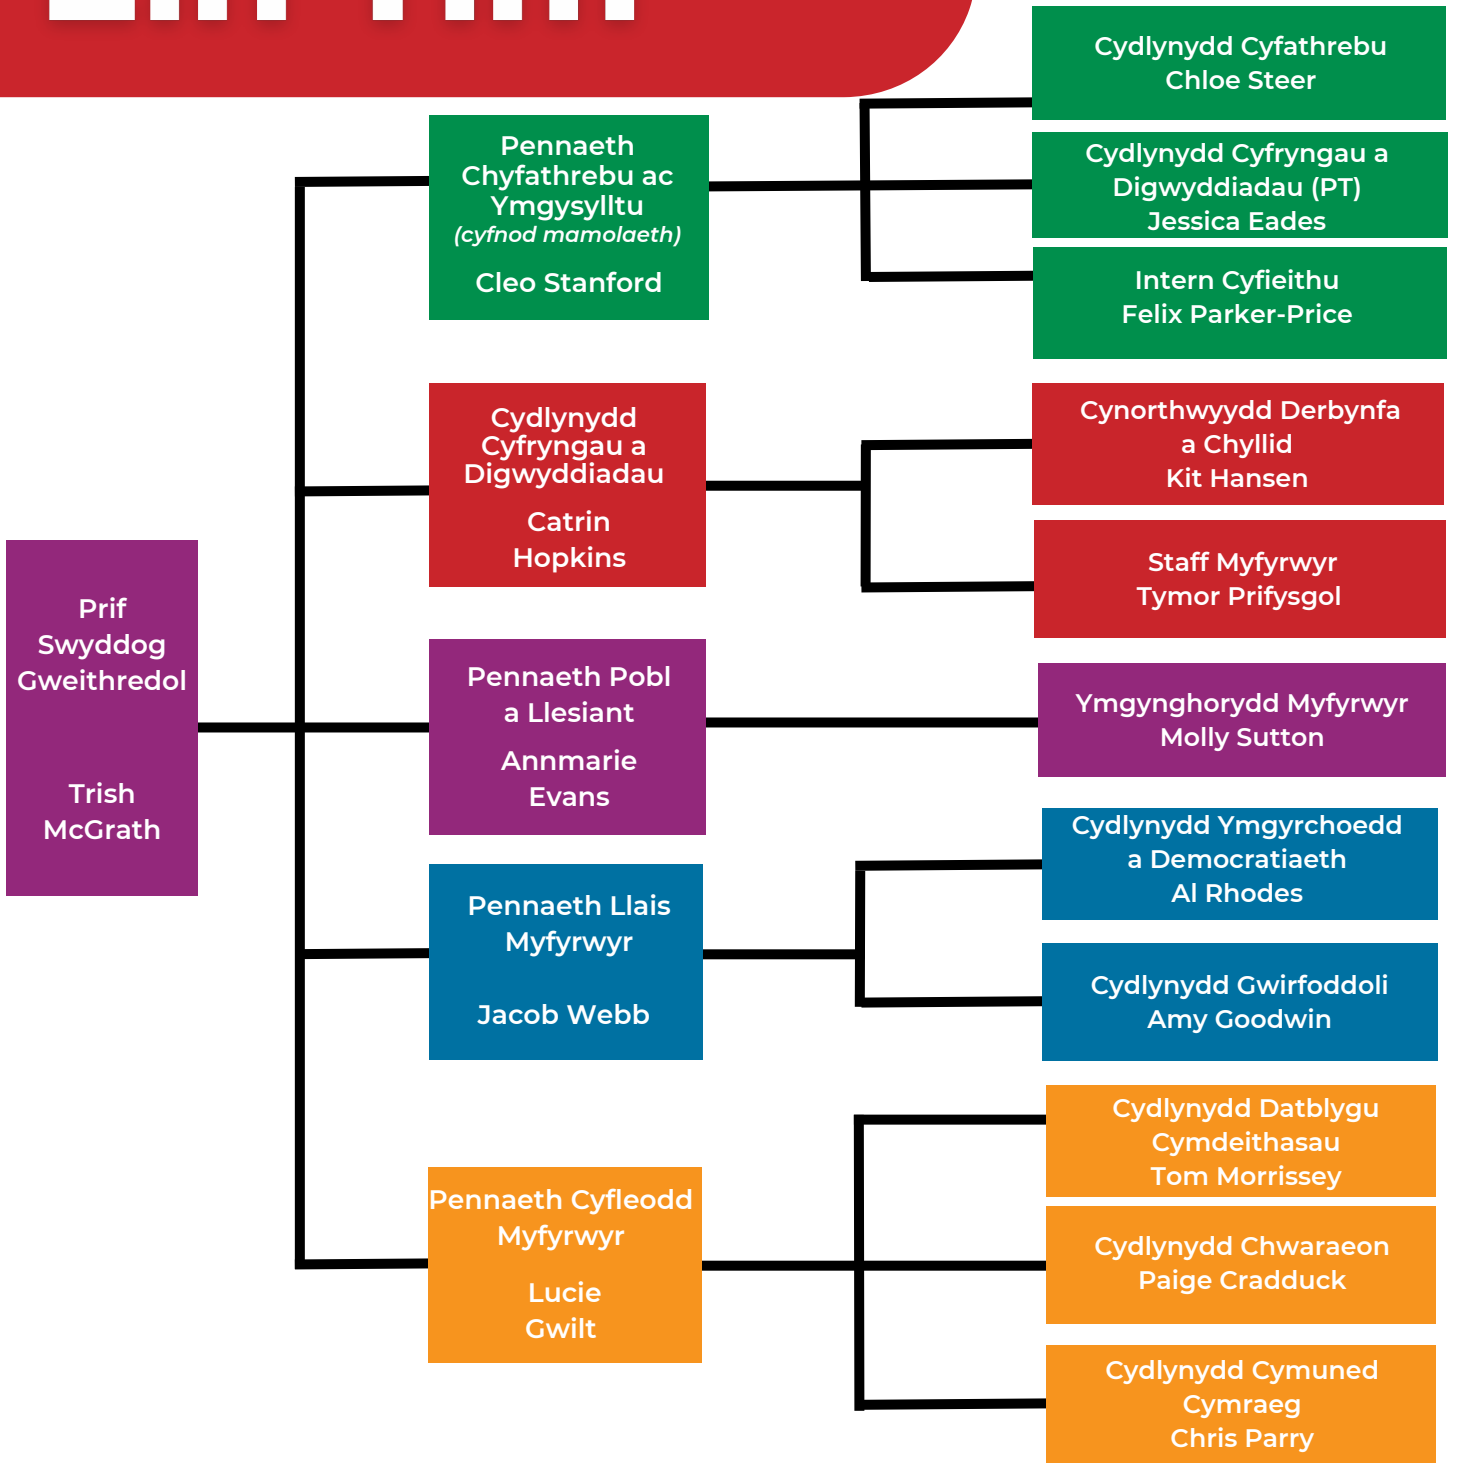 Prif
Swyddog
Gweithredol
Trish
McGrath
Pennaeth
Chyfathrebu ac
Ymgysylltu
(cyfnod mamolaeth)
Cleo Stanford
Cydlynydd Cyfathrebu
Chloe Steer
Cydlynydd Cyfryngau a
Digwyddiadau (PT)
Jessica Eades
Intern Cyfieithu
Felix Parker-Price
Cydlynydd
Cyfryngau a
Digwyddiadau
Catrin
Hopkins
Cynorthwyydd Derbynfa
a Chyllid
Kit Hansen
Staff Myfyrwyr
Tymor Prifysgol
Pennaeth Pobl
a Llesiant
Annmarie
Evans
Ymgynghorydd Myfyrwyr
Molly Sutton
Pennaeth Llais
Myfyrwyr
Jacob Webb
Cydlynydd Ymgyrchoedd
a Democratiaeth
Al Rhodes
Cydlynydd Gwirfoddoli
Amy Goodwin
Pennaeth Cyfleodd
Myfyrwyr
Lucie
Gwilt
Cydlynydd Datblygu
Cymdeithasau
Tom Morrissey
Cydlynydd Chwaraeon
Paige Cradduck
Cydlynydd Cymuned
Cymraeg
Chris Parry